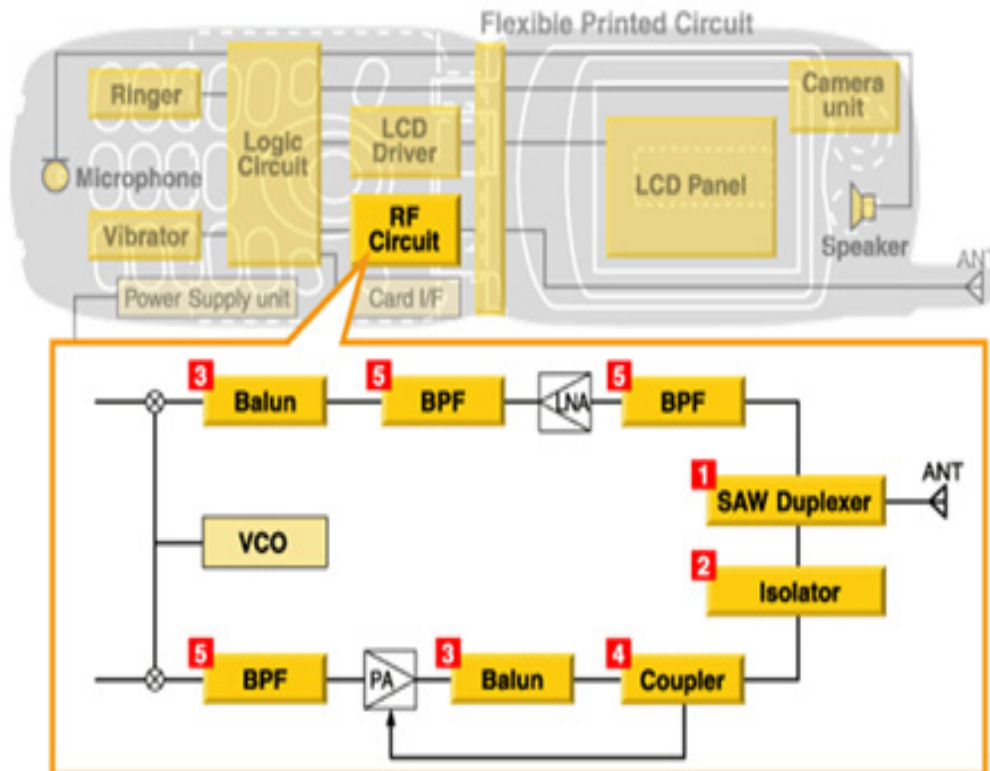 Flexible Printed Circuit
Ringer
Logic
Circuit
LCD
Driver
Camera
unit
LCD Panel
Microphone
Vibrator
RF
Circuit
Speaker
ANT
Power Supply unit
Card I/F
3
Balun
5
BPF
LNA
5
BPF
1
SAW Duplexer
ANT
VCO
2
Isolator
5
BPF
PA
3
Balun
4
Coupler